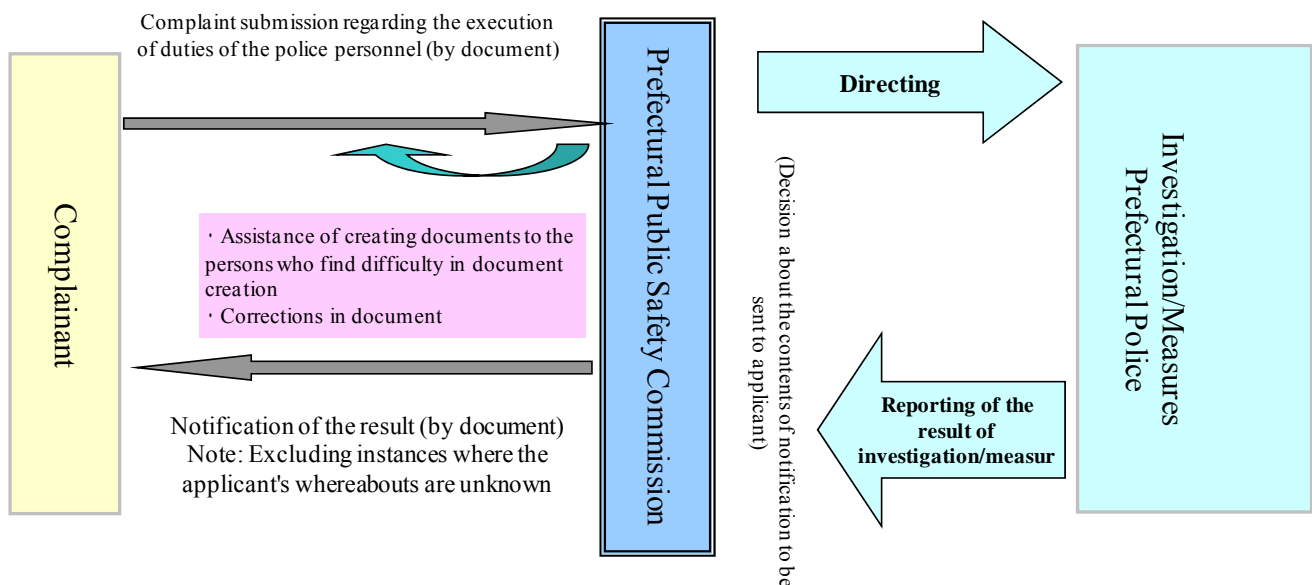 Complaint submission regarding the execution
of duties of the police personnel (by document)
Complainant
Prefectural Public Safety Commission
Directing
Investigation/Measures
Prefectural Police
· Assistance of creating documents to the
persons who find difficulty in document
creation
· Corrections in document
(Decision about the contents of notification to be
sent to applicant)
Reporting of the
result of
investigation/measur
Notification of the result (by document)
Note: Excluding instances where the
applicant's whereabouts are unknown